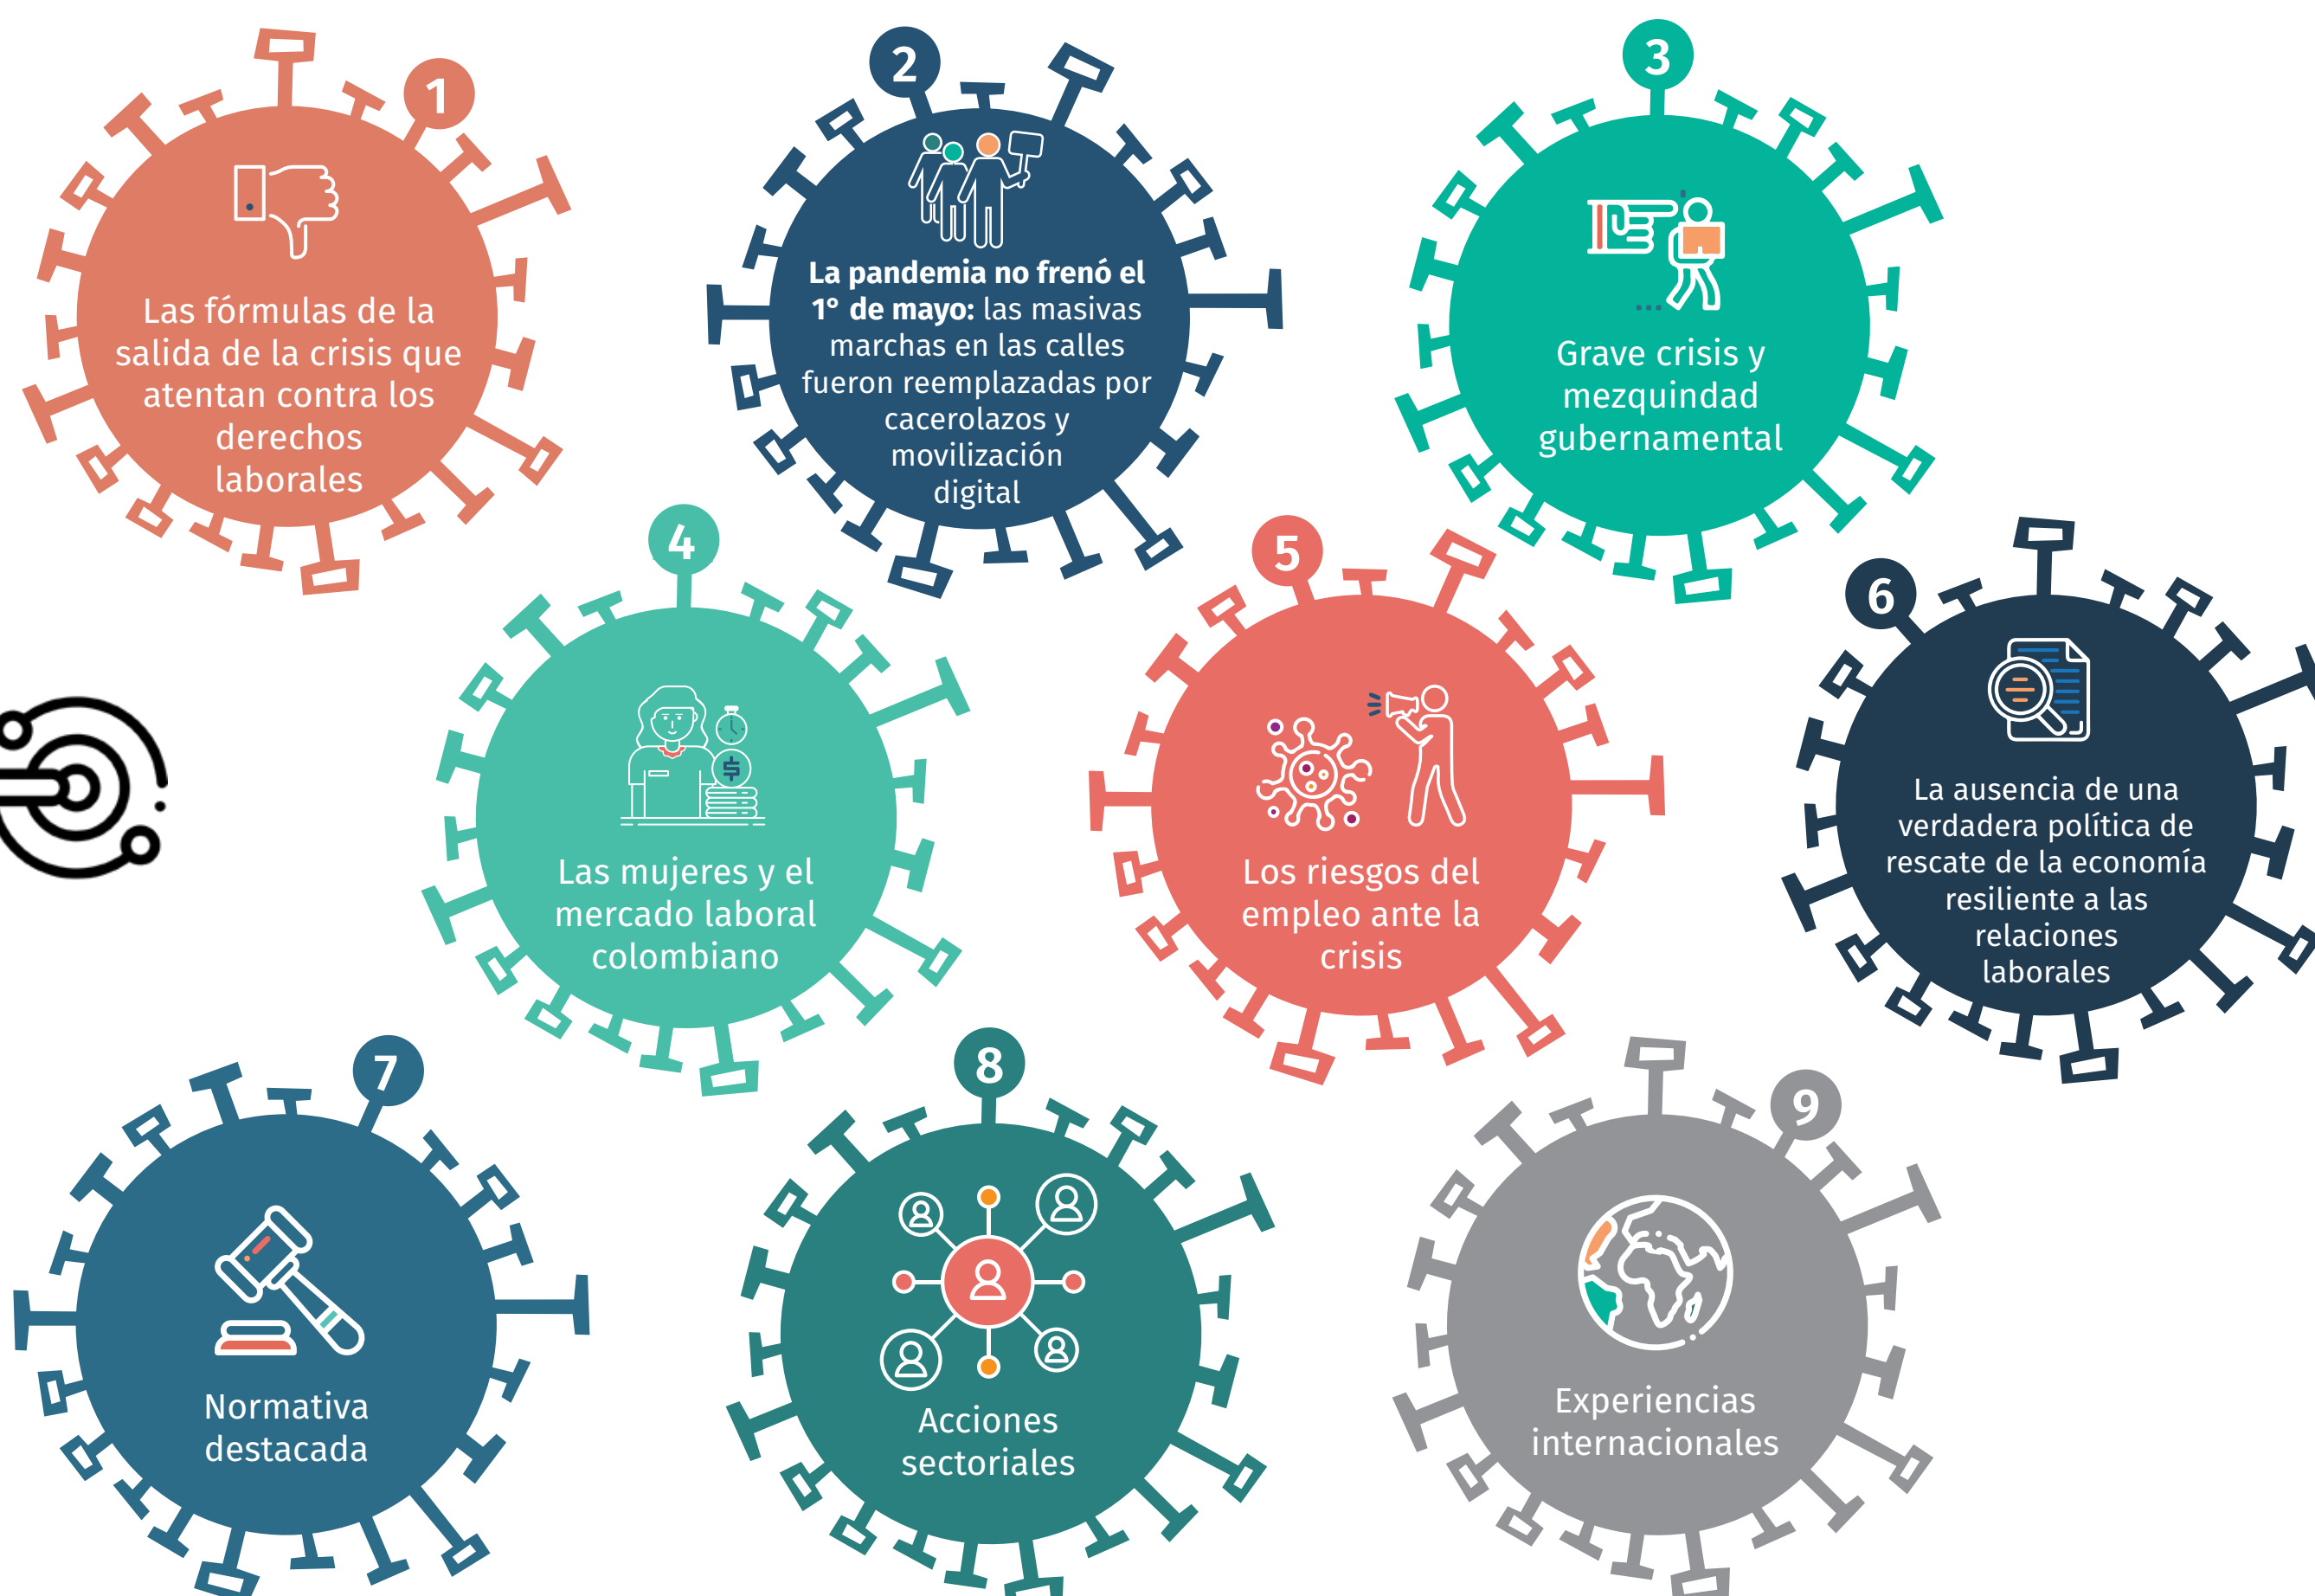 1
Las fórmulas de la
salida de la crisis que
atentan contra los
derechos
laborales
2
La pandemia no frenó el
1° de mayo: las masivas
marchas en las calles
fueron reemplazadas por
cacerolazos y
movilización
digital
3
Grave crisis y
mezquindad
gubernamental
4
$
Las mujeres y el
mercado laboral
colombiano
5
Los riesgos del
empleo ante la
crisis
6
La ausencia de una
verdadera política de
rescate de la economía
resiliente a las
relaciones
laborales
7
Normativa
destacada
8
Acciones
sectoriales
9
Experiencias
internacionales